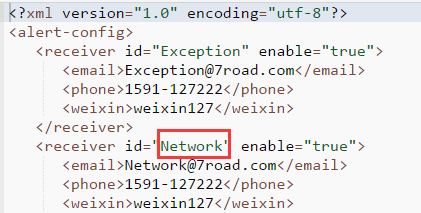 <?xml version="1.0" encoding="utf-8"?>
<alert-config>
<receiver id="Exception" enable="true">
<email>Exception@7road.com</email>
<phone>1591-127222</phone>
<weixin>weixin127</weixin>
</receiver>
<receiver id="Network" enable="true">
<email>Network@7road.com</email>
<phone>1591-127222</phone>
<weixin>weixin127</weixin>